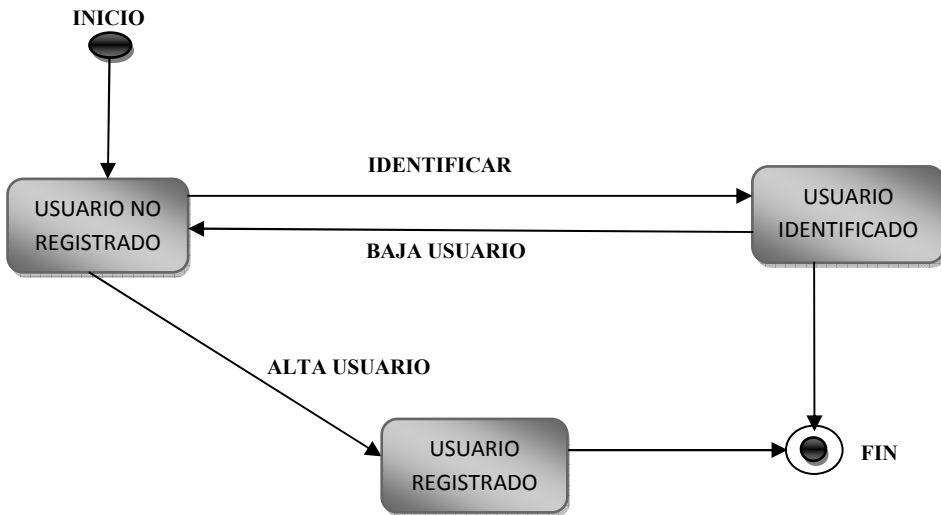 INICIO
IDENTIFICAR
USUARIO NO
REGISTRADO
USUARIO
IDENTIFICADO
BAJA USUARIO
ALTA USUARIO
USUARIO
REGISTRADO
FIN